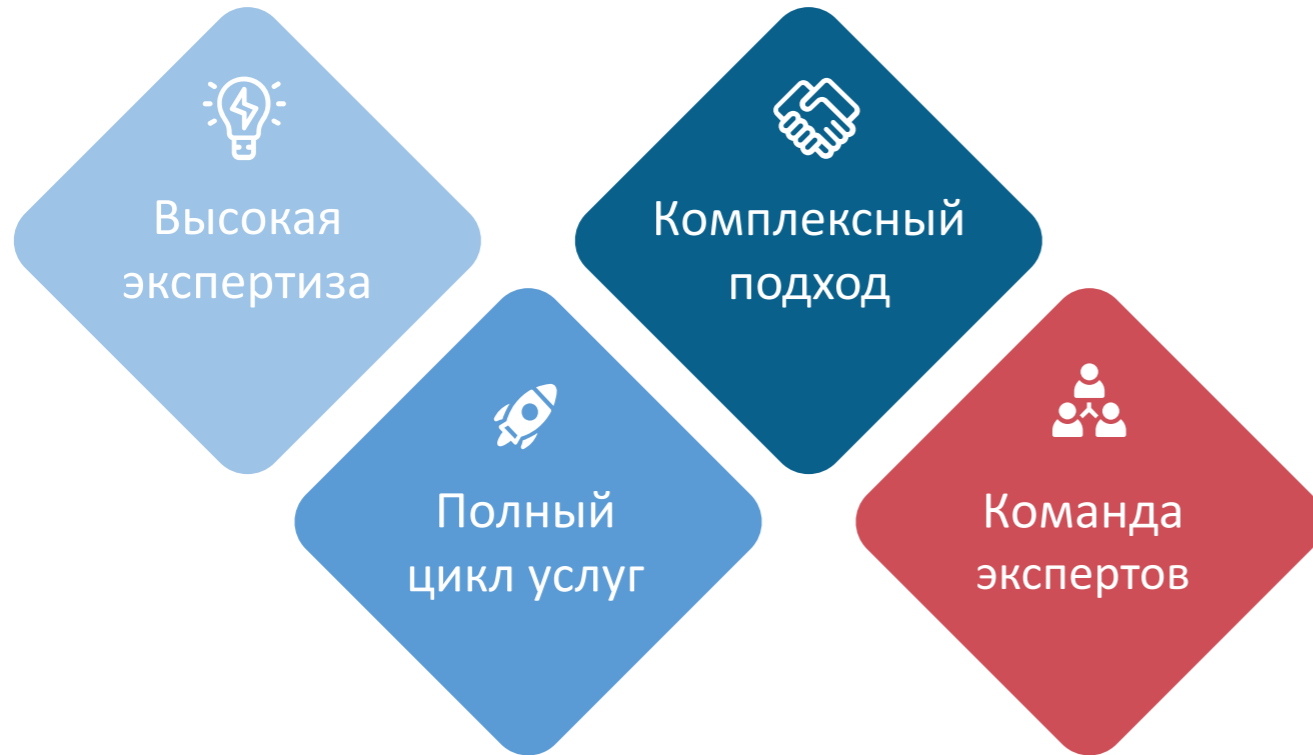 Высокая
экспертиза
Комплексный
подход
Полный
цикл услуг
Команда
экспертов